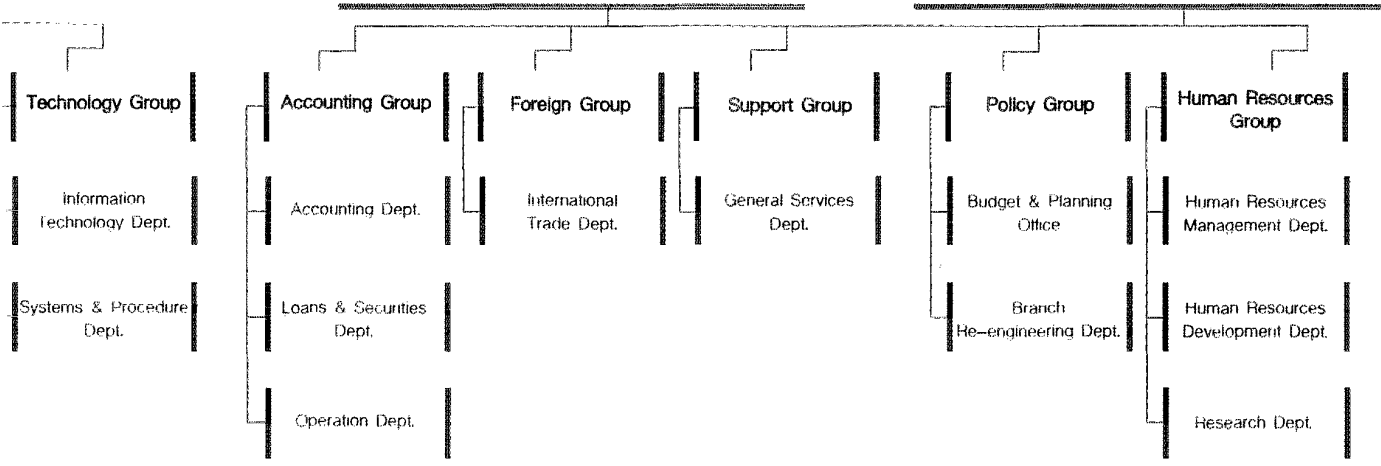 Technology Group
Information
Technology Dept.
Systems & Procedure
Dept.
Accounting Group
Accounting Dept.
Loans & Securities
Dept.
Operation Dept.
Foreign Group
International
Trade Dept.
Support Group
General Services
Dept.
Policy Group
Budget & Planning
Office
Branch
Re-engineering Dept.
Human Resources
Group
Human Resources
Management Dept.
Human Resources
Development Dept.
Research Dept.